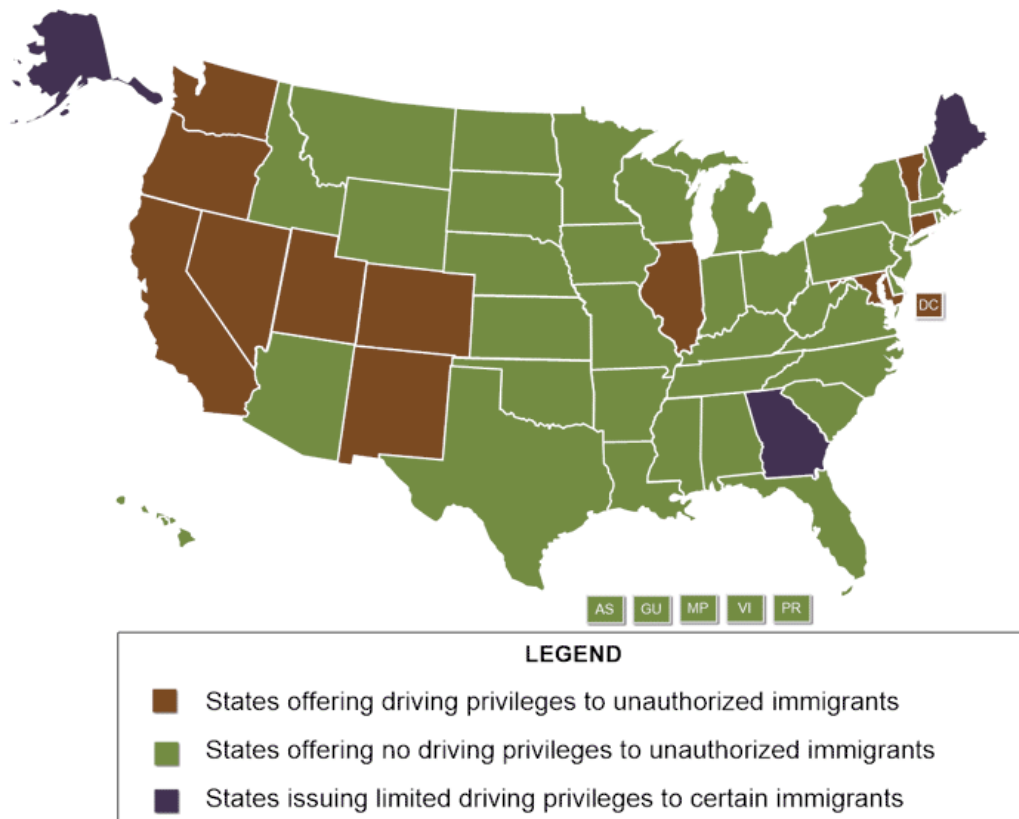 DC
AS GU MP VI PR
LEGEND
States offering driving privileges to unauthorized immigrants
States offering no driving privileges to unauthorized immigrants
States issuing limited driving privileges to certain immigrants